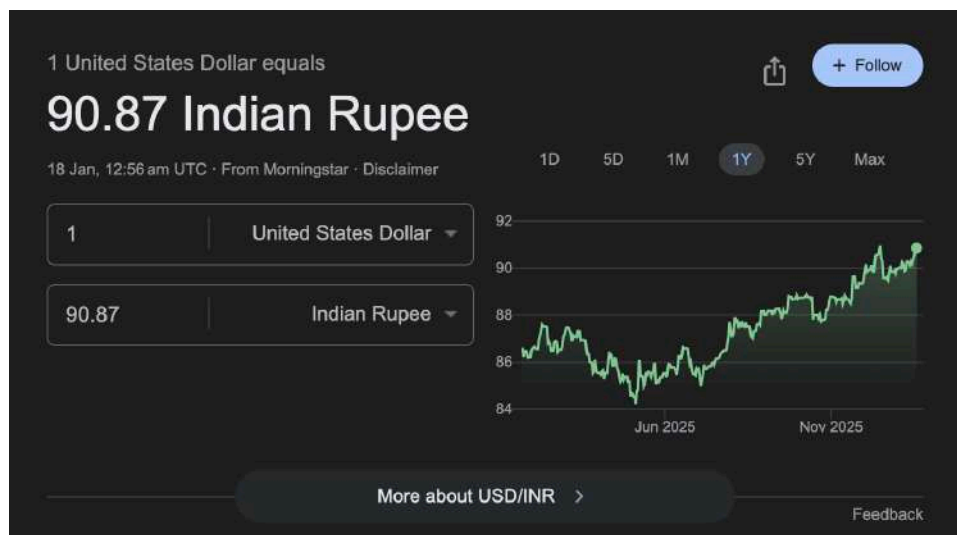 1 United States Dollar equals
+ Follow
90.87 Indian Rupee
18 Jan, 12:56 am UTC · From Morningstar · Disclaimer
1D 5D 1M 1Y 5Y Max
1 United States Dollar
90.87 Indian Rupee
92
90
88
86
84
Jun 2025 Nov 2025
More about USD/INR >
Feedback